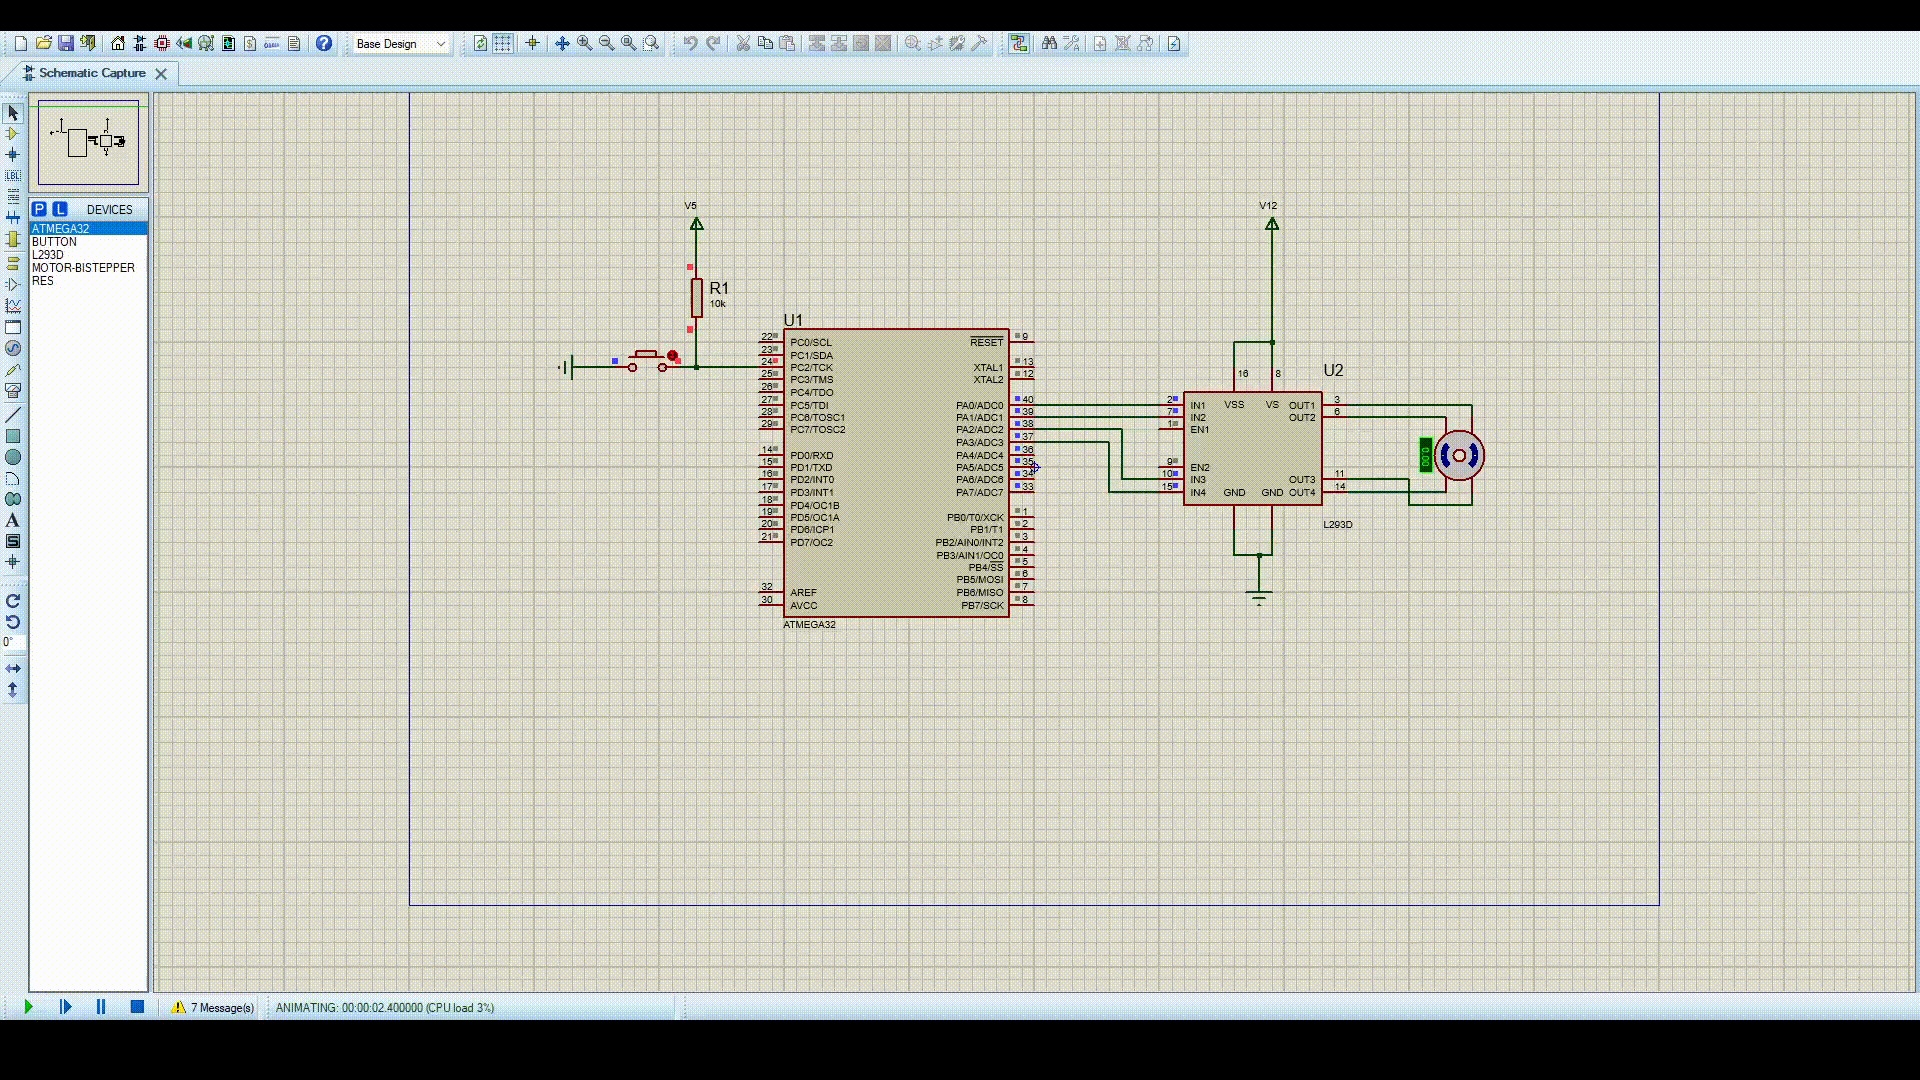 Base Design
Schematic Capture
P L DEVICES
ATMEGA32
BUTTON
L293D
MOTOR-BISTEPPER
RES
LBL
A
S
0°
V5
R1
10k
V12
U1
22 PC0/SCL
23 PC1/SDA
24 PC2/TCK
25 PC3/TMS
26 PC4/TDO
27 PC5/TDI
28 PC6/TOSC1
29 PC7/TOSC2
14 PD0/RXD
15 PD1/TXD
16 PD2/INT0
17 PD3/INT1
18 PD4/OC1B
19 PD5/OC1A
20 PD6/ICP1
21 PD7/OC2
32 AREF
30 AVCC
RESET 9
XTAL1 13
XTAL2 12
PA0/ADC0 40
PA1/ADC1 39
PA2/ADC2 38
PA3/ADC3 37
PA4/ADC4 36
PA5/ADC5 35
PA6/ADC6 34
PA7/ADC7 33
PB0/T0/XCK 1
PB1/T1 2
PB2/AIN0/INT2 3
PB3/AIN1/OC0 4
PB4/SS 5
PB5/MOSI 6
PB6/MISO 7
PB7/SCK 8
ATMEGA32
U2
16 8
VSS VS
2 IN1 OUT1 3
7 IN2 OUT2 6
1 EN1
9 EN2
10 IN3 OUT3 11
15 IN4 GND GND OUT4 14
L293D
0.00
7 Message(s)
ANIMATING: 00:00:02.400000 (CPU load 3%)